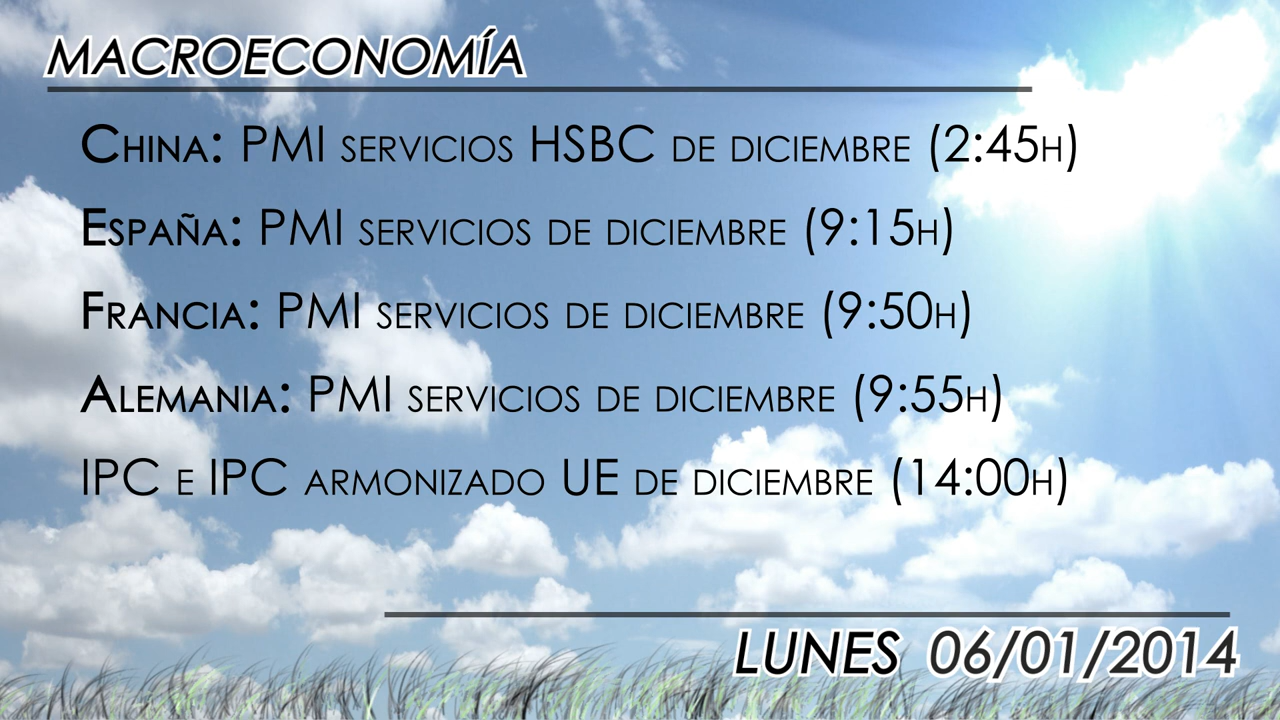 MACROECONOMÍA
China: PMI servicios HSBC de diciembre (2:45h)
España: PMI servicios de diciembre (9:15h)
Francia: PMI servicios de diciembre (9:50h)
Alemania: PMI servicios de diciembre (9:55h)
IPC e IPC armonizado UE de diciembre (14:00h)
LUNES 06/01/2014